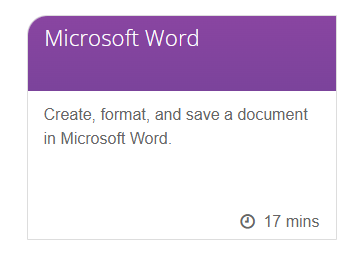 Microsoft Word
Create, format, and save a document
in Microsoft Word.
17 mins